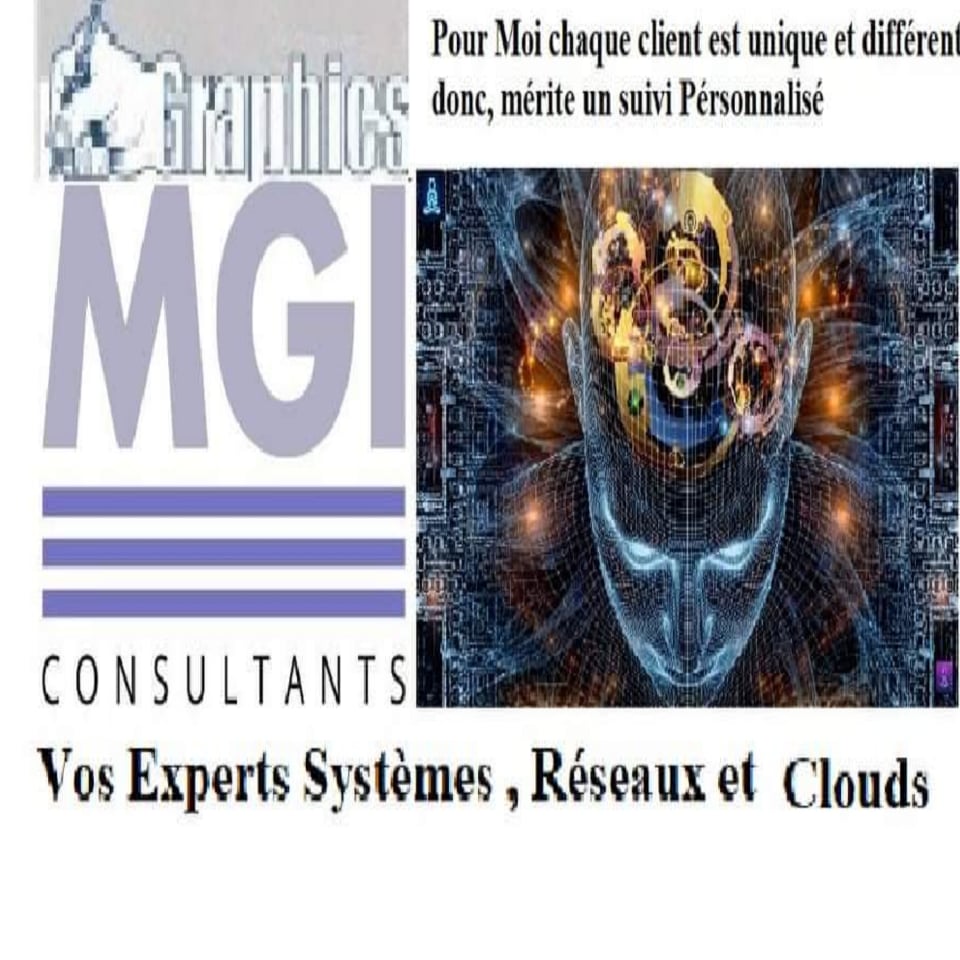 Graphics
Pour Moi chaque client est unique et différent
donc, mérite un suivi Pérsonnalisé
MGI
CONSULTANTS
Vos Experts Systèmes , Réseaux et Clouds